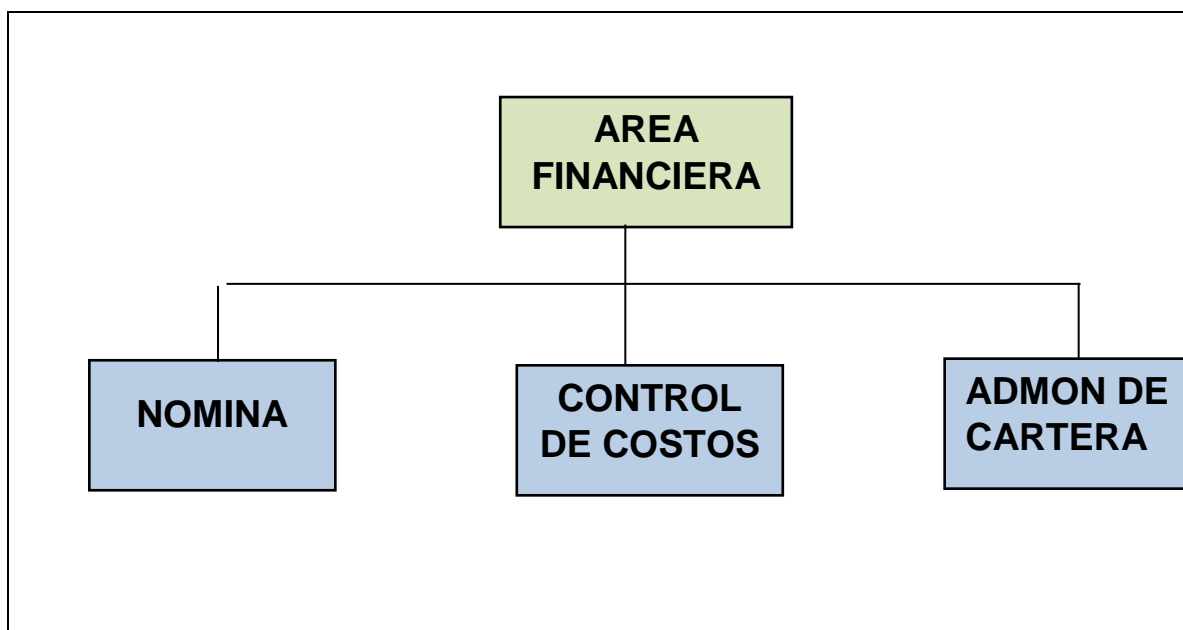 AREA
FINANCIERA
NOMINA
CONTROL
DE COSTOS
ADMON DE
CARTERA